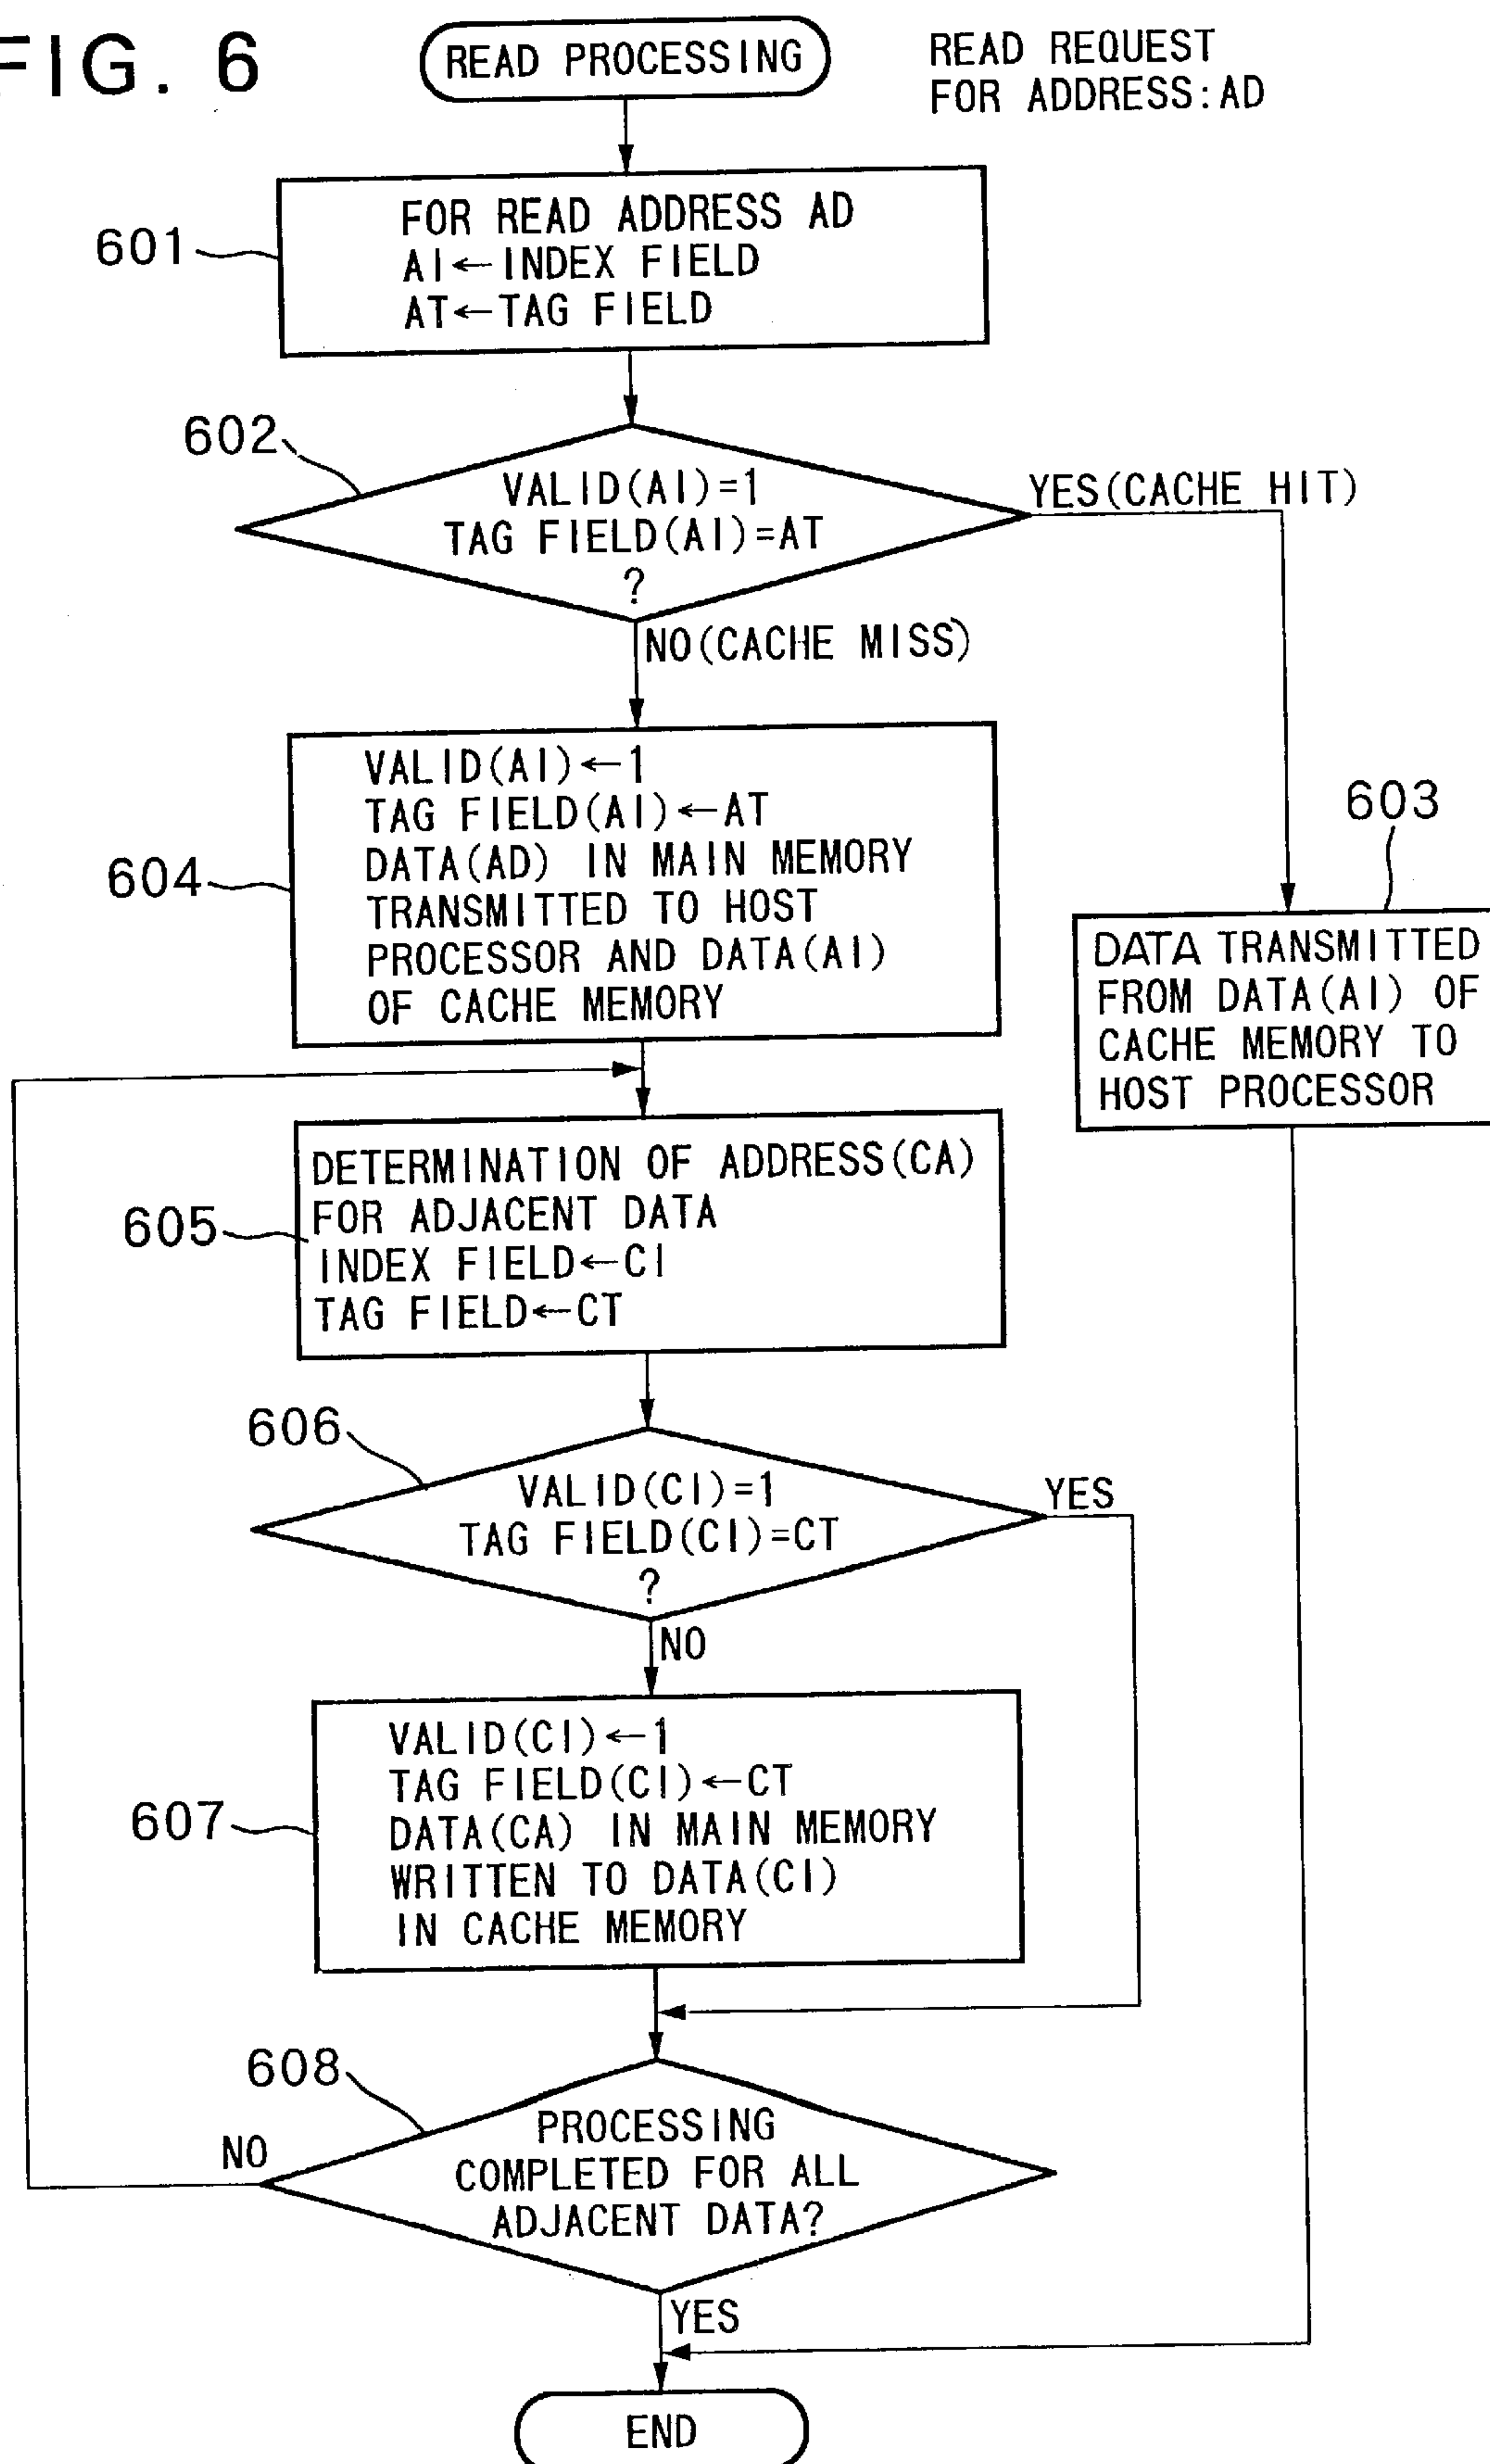 FIG. 6
READ PROCESSING
READ REQUEST
FOR ADDRESS:AD
601
FOR READ ADDRESS AD
AI←INDEX FIELD
AT←TAG FIELD
602
VALID(AI)=1
TAG FIELD(AI)=AT
?
YES(CACHE HIT)
NO(CACHE MISS)
604
VALID(AI)←1
TAG FIELD(AI)←AT
DATA(AD) IN MAIN MEMORY
TRANSMITTED TO HOST
PROCESSOR AND DATA(AI)
OF CACHE MEMORY
603
DATA TRANSMITTED
FROM DATA(AI) OF
CACHE MEMORY TO
HOST PROCESSOR
605
DETERMINATION OF ADDRESS(CA)
FOR ADJACENT DATA
INDEX FIELD←CI
TAG FIELD←CT
606
VALID(CI)=1
TAG FIELD(CI)=CT
?
YES
NO
607
VALID(CI)←1
TAG FIELD(CI)←CT
DATA(CA) IN MAIN MEMORY
WRITTEN TO DATA(CI)
IN CACHE MEMORY
608
PROCESSING
COMPLETED FOR ALL
ADJACENT DATA?
NO
YES
END